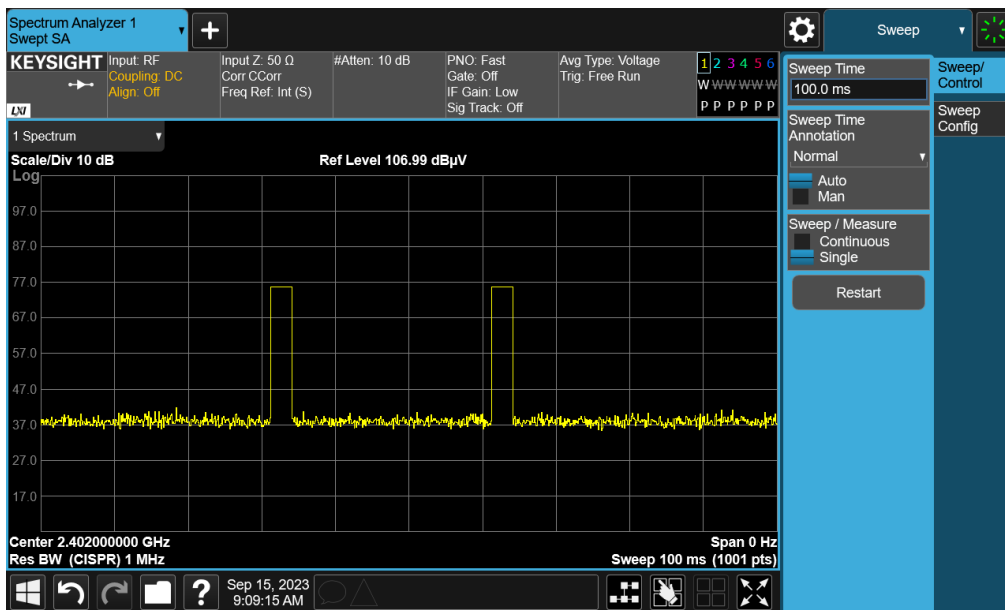 Spectrum Analyzer 1
Swept SA
+
Sweep
KEYSIGHT
LXI
Input: RF
Coupling: DC
Align: Off
Input Z: 50 Ω
Corr CCorr
Freq Ref: Int (S)
#Atten: 10 dB
PNO: Fast
Gate: Off
IF Gain: Low
Sig Track: Off
Avg Type: Voltage
Trig: Free Run
1 2 3 4 5 6
W W W W W W
P P P P P P
1 Spectrum
Scale/Div 10 dB
Ref Level 106.99 dBµV
Log
97.0
87.0
77.0
67.0
57.0
47.0
37.0
27.0
17.0
Center 2.402000000 GHz
Span 0 Hz
Res BW (CISPR) 1 MHz
Sweep 100 ms (1001 pts)
?
Sep 15, 2023
9:09:15 AM
Sweep Time
100.0 ms
Sweep Time
Annotation
Normal
Auto
Man
Sweep / Measure
Continuous
Single
Restart
Sweep/
Control
Sweep
Config